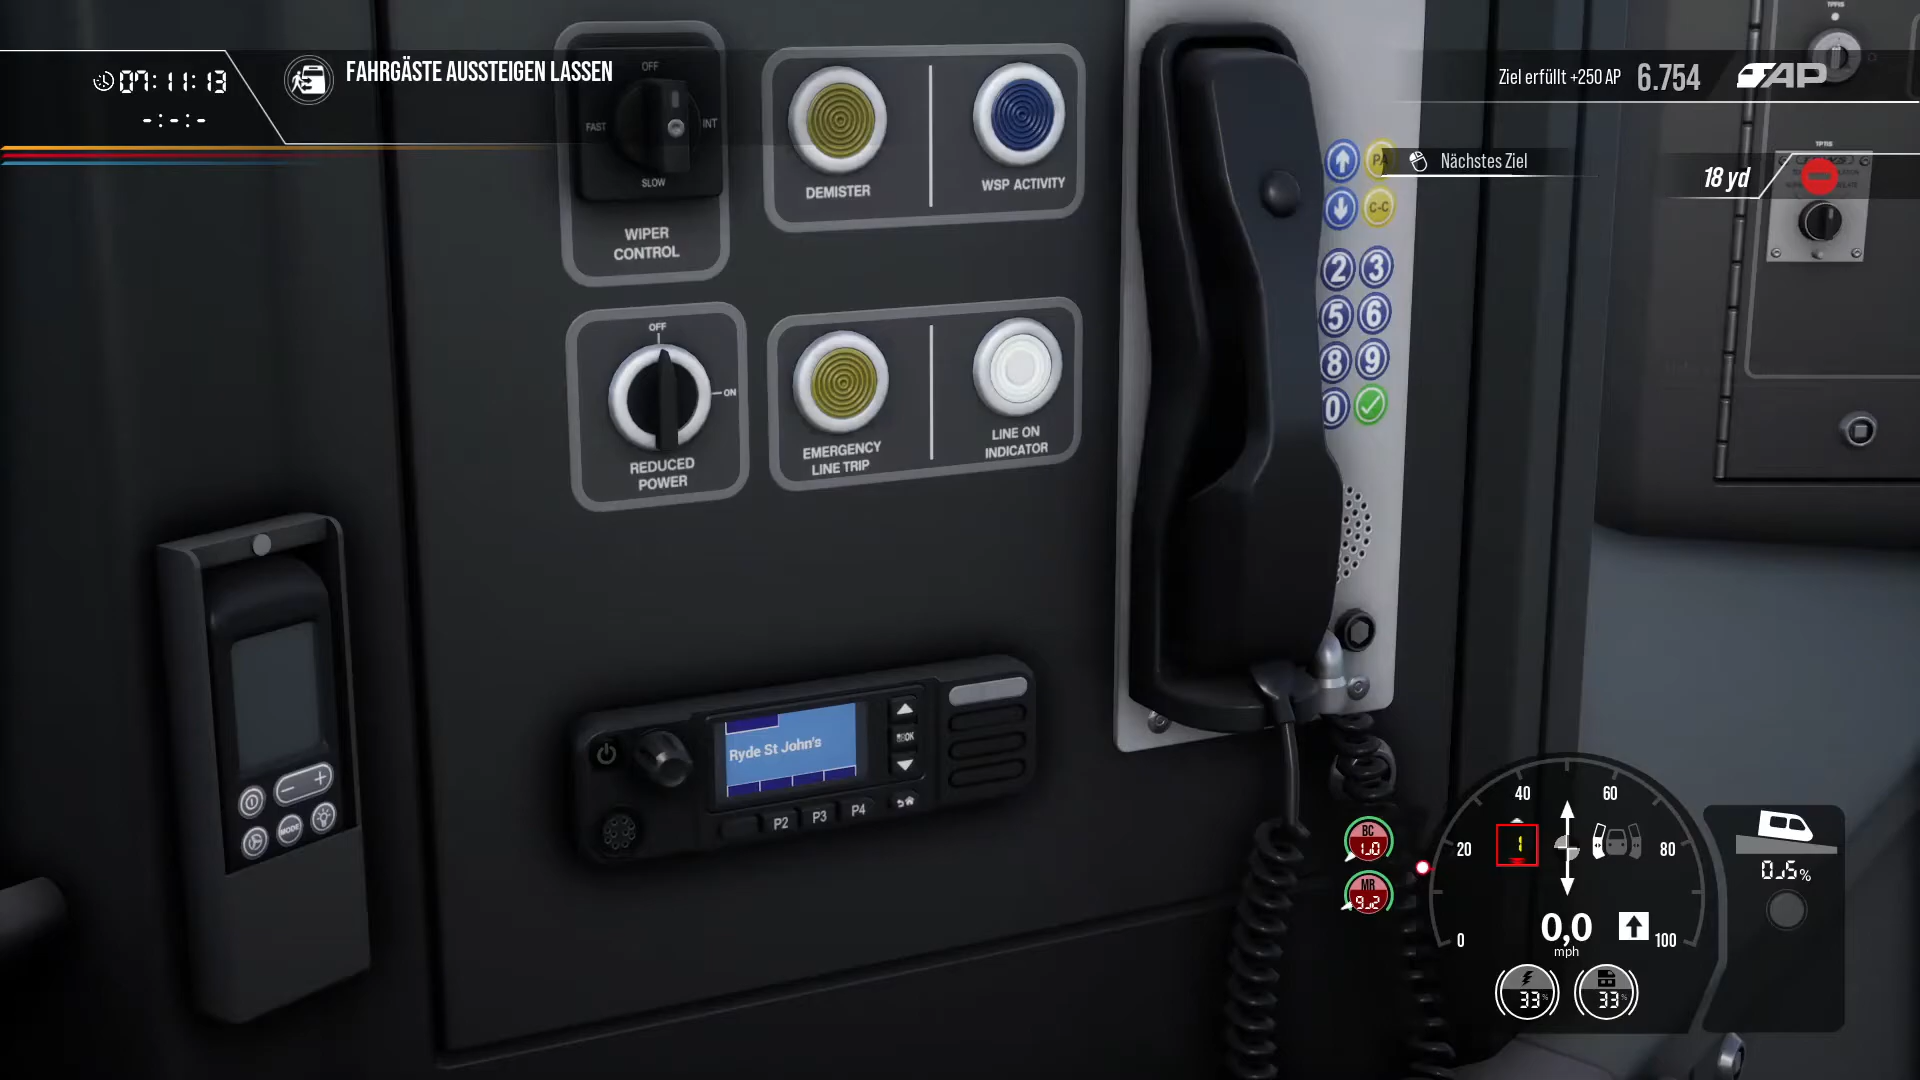 07:11:13
-:-:-
FAHRGÄSTE AUSSTEIGEN LASSEN
Ziel erfüllt +250 AP
6.754
AP
Nächstes Ziel
18 yd
OFF
FAST
INT
SLOW
WIPER
CONTROL
DEMISTER
WSP ACTIVITY
OFF
ON
REDUCED
POWER
EMERGENCY
LINE TRIP
LINE ON
INDICATOR
PA
C-C
2 3
5 6
8 9
0
TPIS
MODE
Ryde St John's
OK
P2
P3
P4
BC
1.0
MR
9.2
0
20
40
60
80
100
1
0,0
mph
33%
33%
0.5%